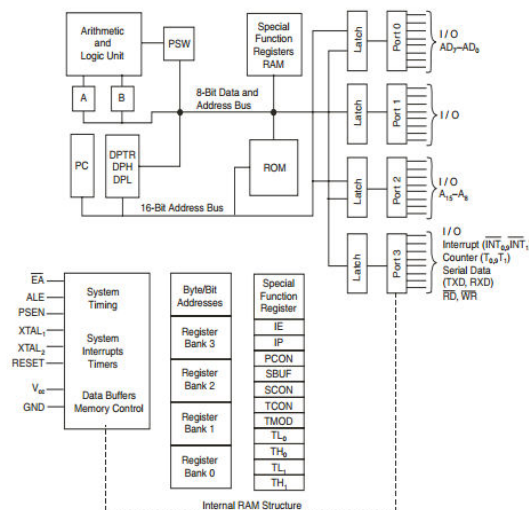 Arithmetic
and
Logic Unit
PSW
A
B
Special
Function
Registers
RAM
Latch
Port 0
I / O
AD₇–AD₀
8-Bit Data and
Address Bus
Latch
Port 1
I / O
PC
DPTR
DPH
DPL
ROM
Latch
Port 2
I / O
A₁₅–A₈
16-Bit Address Bus
Latch
Port 3
I / O
Interrupt (INT₀,INT₁
Counter (T₀,T₁)
Serial Data
(TXD, RXD)
RD, WR
EA
ALE
PSEN
XTAL₁
XTAL₂
RESET
GND
System
Timing
System
Interrupts
Timers
Data Buffers
Memory Control
Byte/Bit
Addresses
Register
Bank 3
Register
Bank 2
Register
Bank 1
Register
Bank 0
Special
Function
Register
IE
IP
PCON
SBUF
SCON
TCON
TMOD
TL₀
TH₀
TL₁
TH₁
Internal RAM Structure